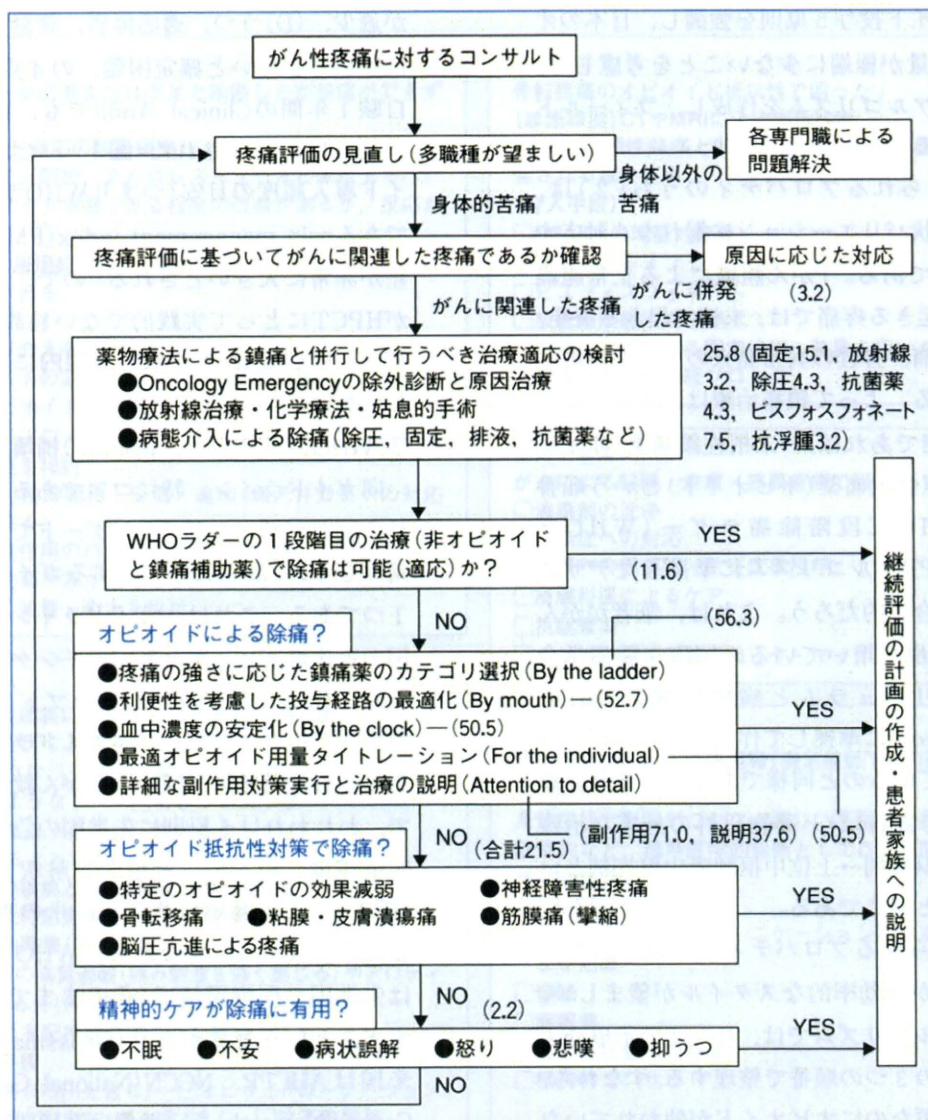 がん性疼痛に対するコンサルト
疼痛評価の見直し(多職種が望ましい)
各専門職による
問題解決
身体以外の
苦痛
身体的苦痛
疼痛評価に基づいてがんに関連した疼痛であるか確認
原因に応じた対応
(3.2)
がんに関連した疼痛
がんに併発
した疼痛
薬物療法による鎮痛と併行して行うべき治療適応の検討
●Oncology Emergencyの除外診断と原因治療
●放射線治療・化学療法・姑息的手術
●病態介入による除痛(除圧,固定,排液,抗菌薬など)
25.8(固定15.1,放射線
3.2,除圧4.3,抗菌薬
4.3,ビスフォスフォネート
7.5,抗浮腫3.2)
WHOラダーの1段階目の治療(非オピオイド
と鎮痛補助薬)で除痛は可能(適応)か?
YES
(11.6)
NO
(56.3)
オピオイドによる除痛?
●疼痛の強さに応じた鎮痛薬のカテゴリ選択(By the ladder)
●利便性を考慮した投与経路の最適化(By mouth)—(52.7)
●血中濃度の安定化(By the clock)—(50.5)
●最適オピオイド用量タイトレーション(For the individual)
●詳細な副作用対策実行と治療の説明(Attention to detail)
YES
(副作用71.0,説明37.6)
(50.5)
NO
(合計21.5)
オピオイド抵抗性対策で除痛?
●特定のオピオイドの効果減弱
●神経障害性疼痛
●骨転移痛
●粘膜・皮膚潰瘍痛
●筋膜痛(攣縮)
●脳圧亢進による疼痛
YES
NO
(2.2)
精神的ケアが除痛に有用?
●不眠
●不安
●病状誤解
●怒り
●悲嘆
●抑うつ
YES
NO
継続評価の計画の作成・患者家族への説明